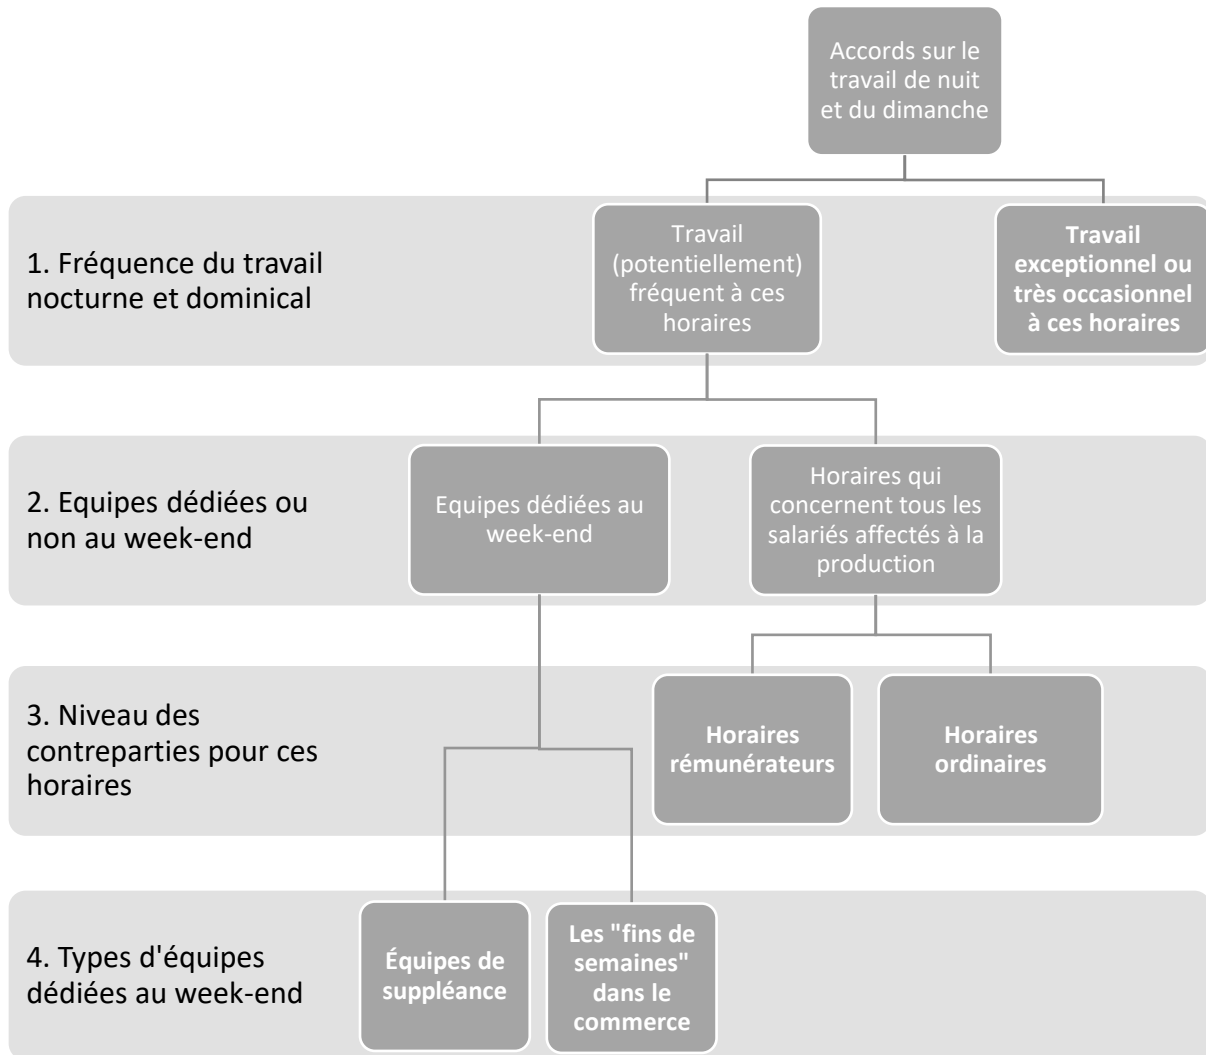 Accords sur le
travail de nuit
et du dimanche
1. Fréquence du travail
nocturne et dominical
Travail
(potentiellement)
fréquent à ces
horaires
Travail
exceptionnel ou
très occasionnel
à ces horaires
2. Equipes dédiées ou
non au week-end
Equipes dédiées au
week-end
Horaires qui
concernent tous les
salariés affectés à la
production
3. Niveau des
contreparties pour ces
horaires
Horaires
rémunérateurs
Horaires
ordinaires
4. Types d'équipes
dédiées au week-end
Équipes de
suppléance
Les "fins de
semaines"
dans le
commerce